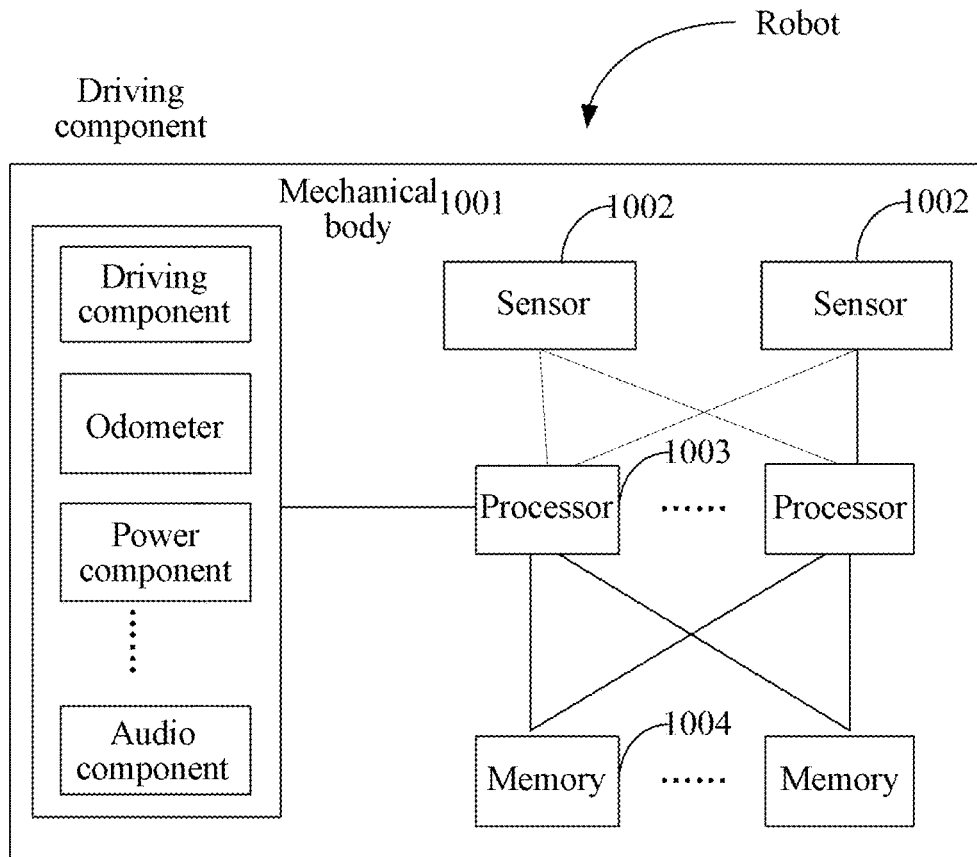 Robot
Driving
component
Mechanical
body
1001
1002
1002
Driving
component
Sensor
Sensor
Odometer
1003
Processor
......
Processor
Power
component
......
1004
Audio
component
Memory
......
Memory